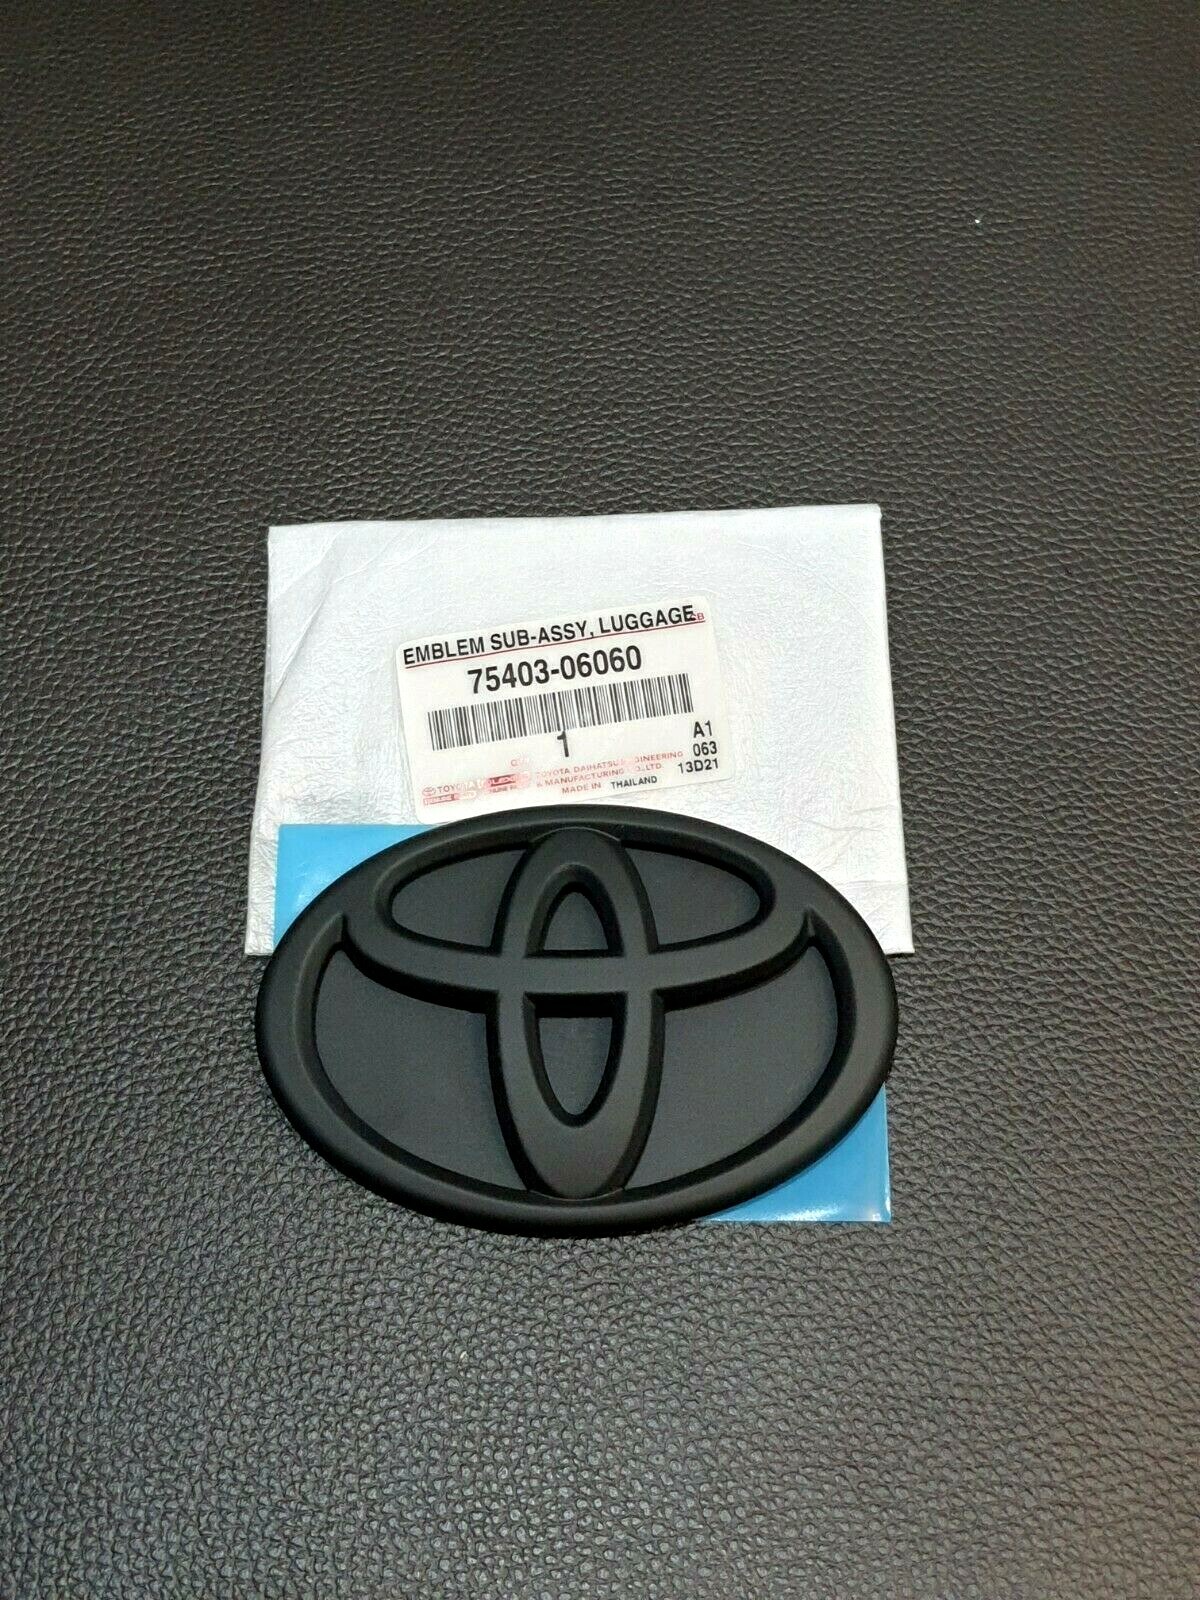 EMBLEM SUB-ASSY, LUGGAGE
75403-06060
1
A1
063
13D21
TOYOTA
TOYOTA DAIHATSU ENGINEERING
& MANUFACTURING CO.,LTD.
MADE IN THAILAND